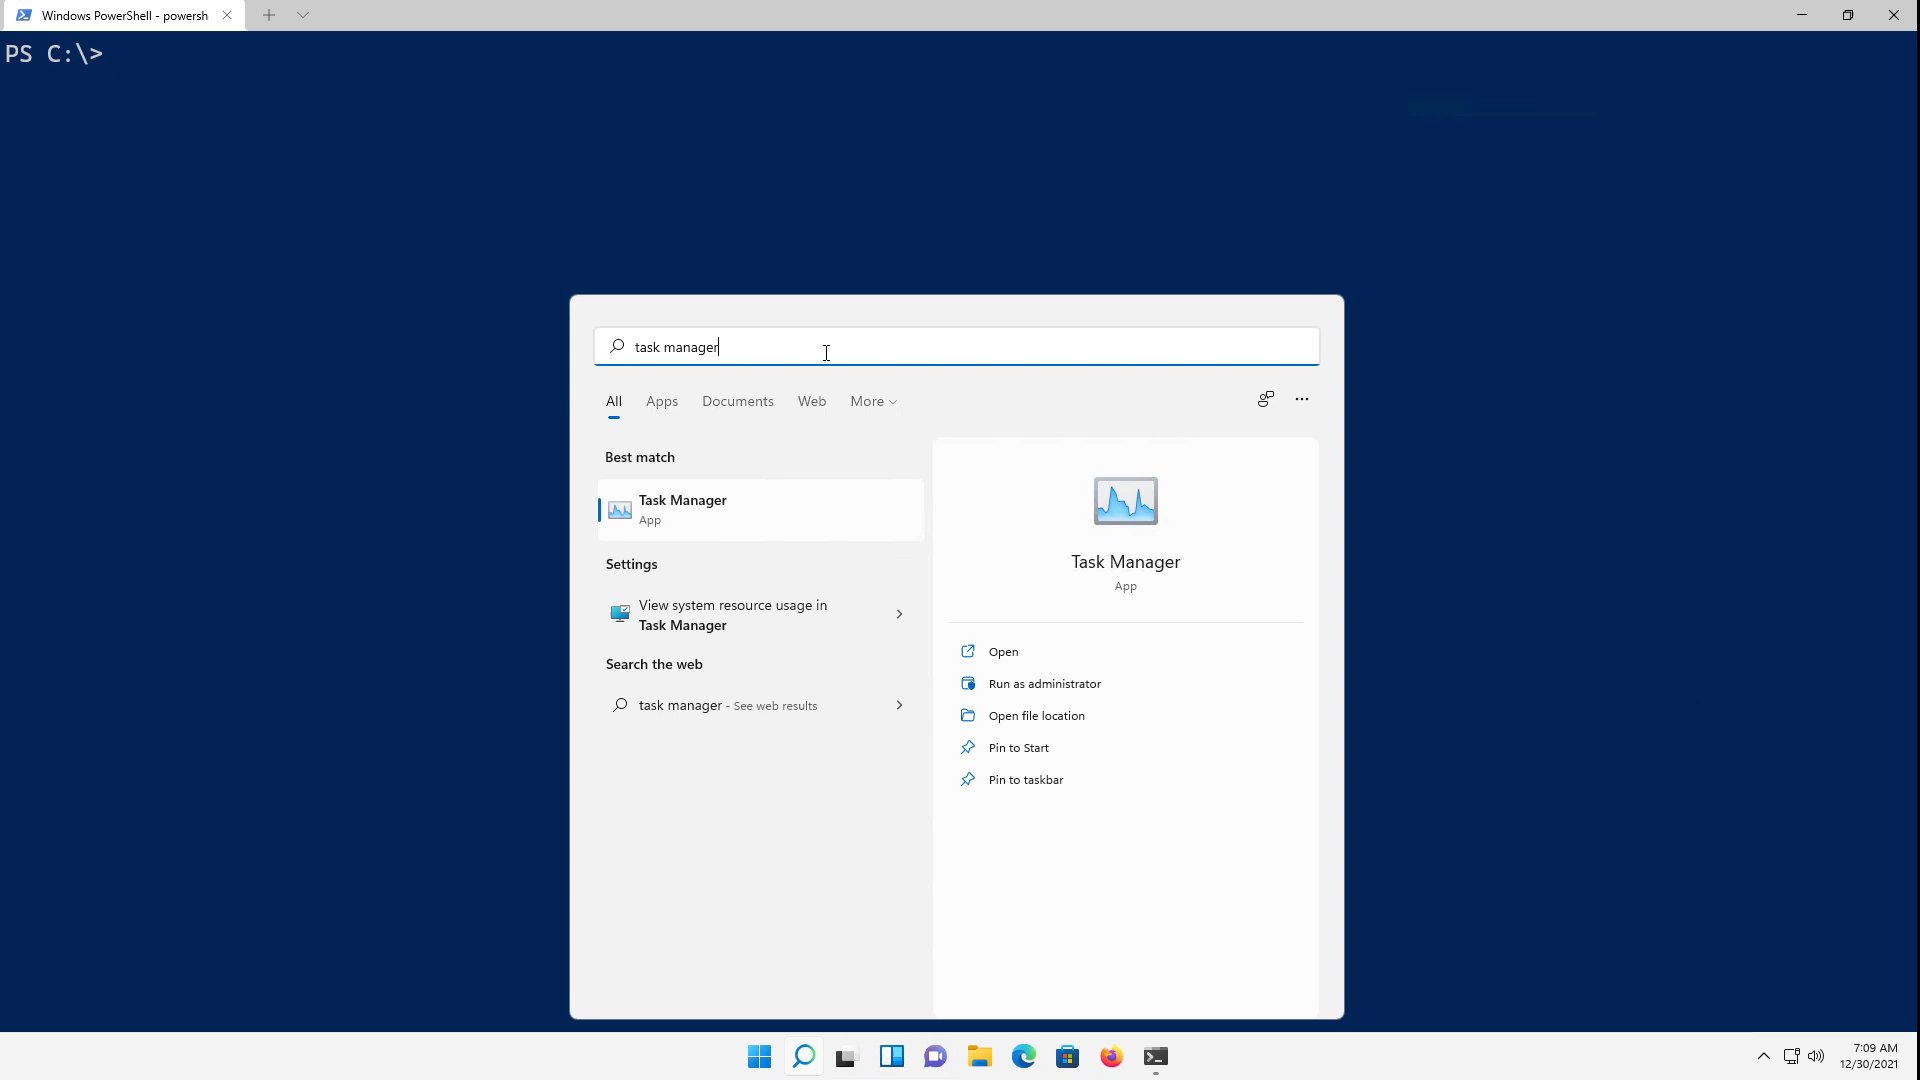 Windows PowerShell - powersh
PS C:\>
task manager
All Apps Documents Web More
Best match
Task Manager
App
Settings
View system resource usage in
Task Manager
Search the web
task manager - See web results
Task Manager
App
Open
Run as administrator
Open file location
Pin to Start
Pin to taskbar
7:09 AM
12/30/2021